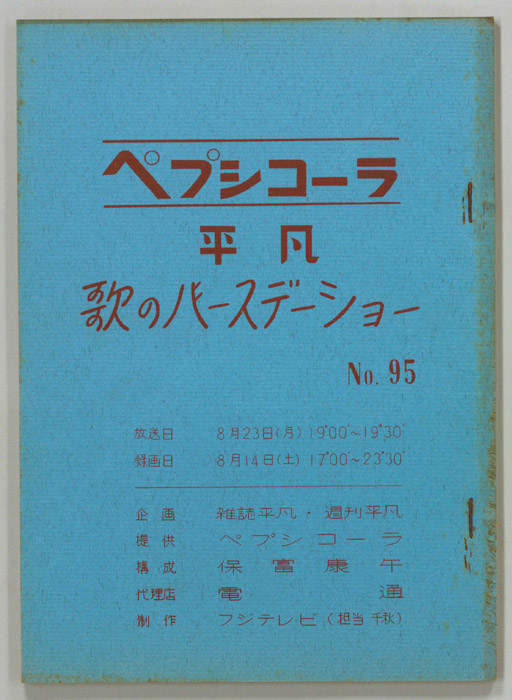 ペプシコーラ
平凡
歌のバースデーショー
No. 95
放送日 8月23日(月) 19°00'～19°30'
録画日 8月14日(土) 17°00'～23°30'
企画 雑誌平凡・週刊平凡
提供 ペプシコーラ
構成 保富康午
代理店 電通
制作 フジテレビ(担当 千秋)